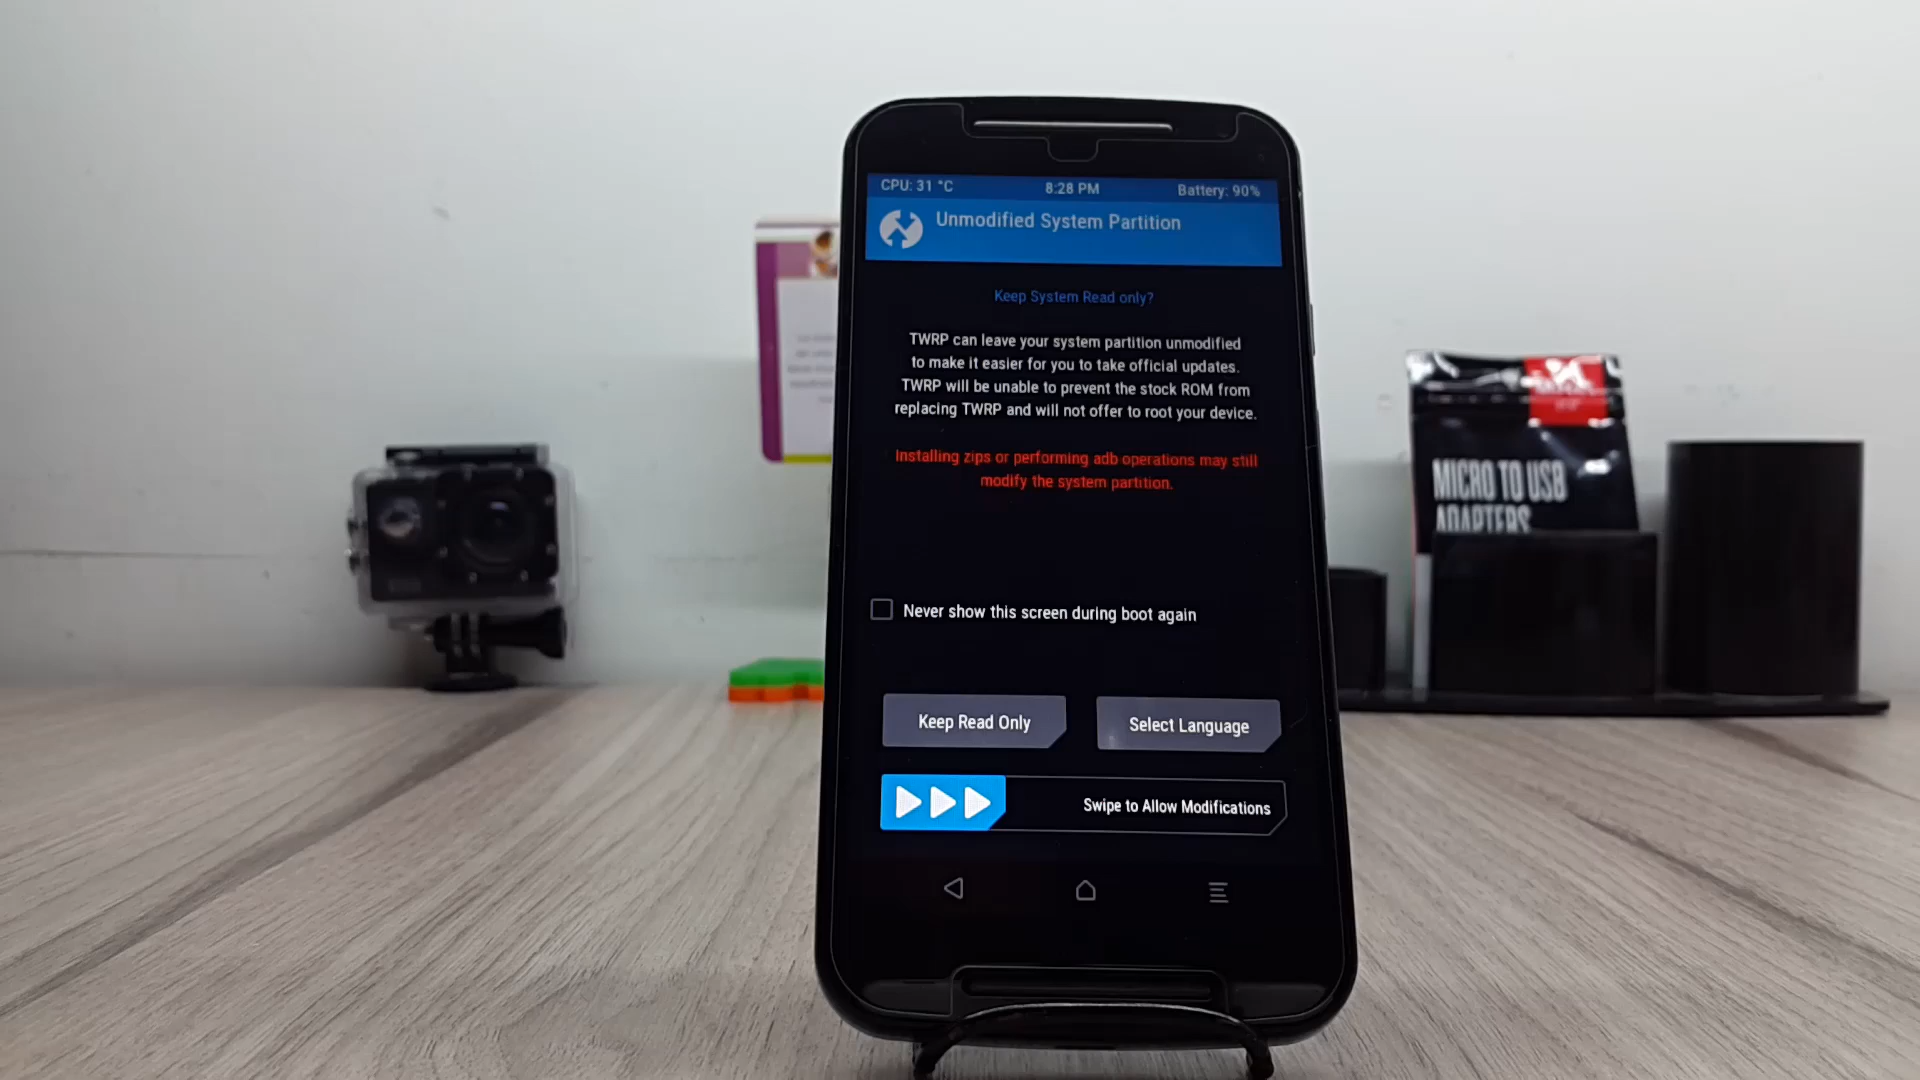 CPU: 31 °C
8:28 PM
Battery: 90%
Unmodified System Partition
Keep System Read only?
TWRP can leave your system partition unmodified
to make it easier for you to take official updates.
TWRP will be unable to prevent the stock ROM from
replacing TWRP and will not offer to root your device.
Installing zips or performing adb operations may still
modify the system partition.
Never show this screen during boot again
Keep Read Only
Select Language
Swipe to Allow Modifications
MICRO TO USB
ADAPTERS